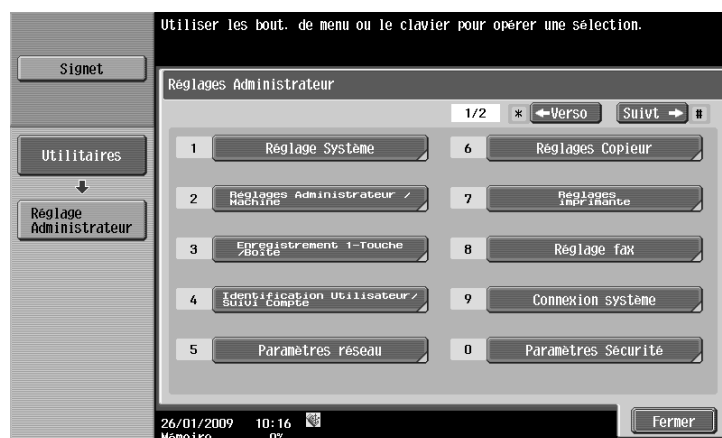 Utiliser les bout. de menu ou le clavier pour opérer une sélection.
Signet
Réglages Administrateur
1/2 * ←Verso Suivt → #
Utilitaires
Réglage
Administrateur
1 Réglage Système
2 Réglages Administrateur /
Machine
3 Enregistrement 1-Touche
/Boîte
4 Identification Utilisateur/
Suivi Compte
5 Paramètres réseau
6 Réglages Copieur
7 Réglages
imprimante
8 Réglage fax
9 Connexion système
0 Paramètres Sécurité
26/01/2009 10:16
Mémoire 0%
Fermer